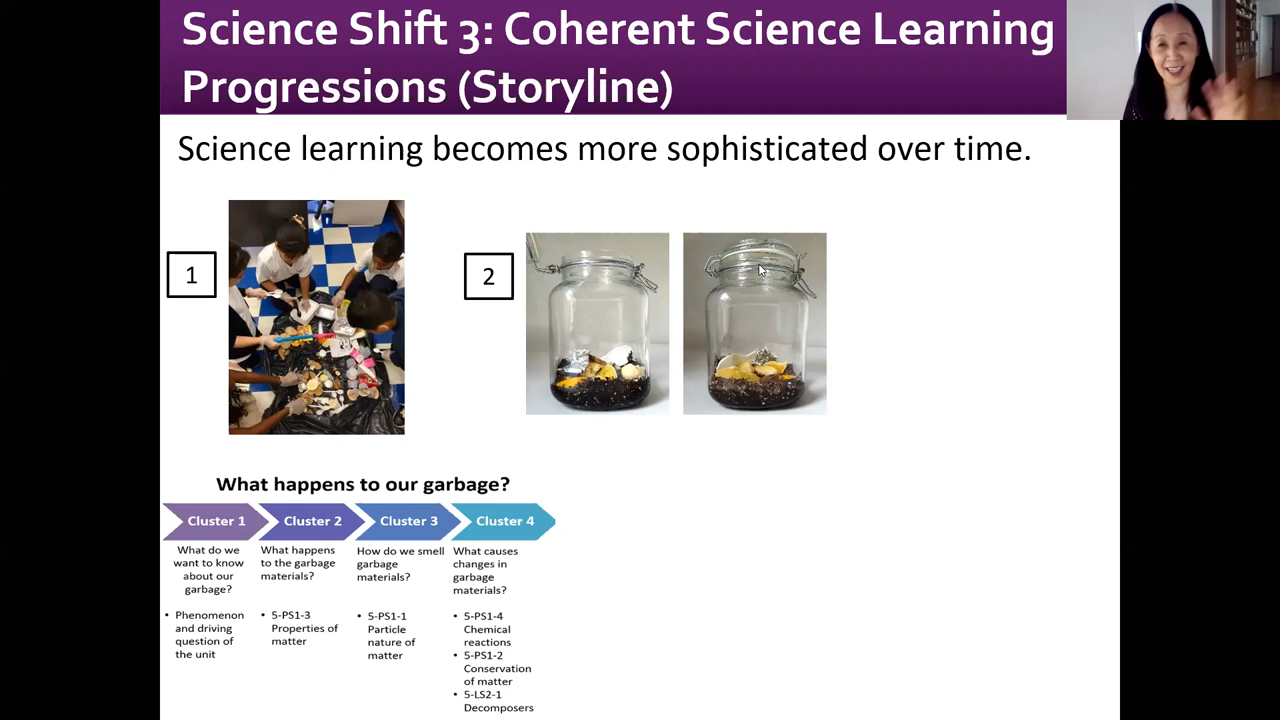 Science Shift 3: Coherent Science Learning
Progressions (Storyline)
Science learning becomes more sophisticated over time.
1
2
What happens to our garbage?
Cluster 1
Cluster 2
Cluster 3
Cluster 4
What do we
want to know
about our
garbage?
• Phenomenon
and driving
question of
the unit
What happens
to the garbage
materials?
• 5-PS1-3
Properties of
matter
How do we smell
garbage
materials?
• 5-PS1-1
Particle
nature of
matter
What causes
changes in
garbage
materials?
• 5-PS1-4
Chemical
reactions
• 5-PS1-2
Conservation
of matter
• 5-LS2-1
Decomposers